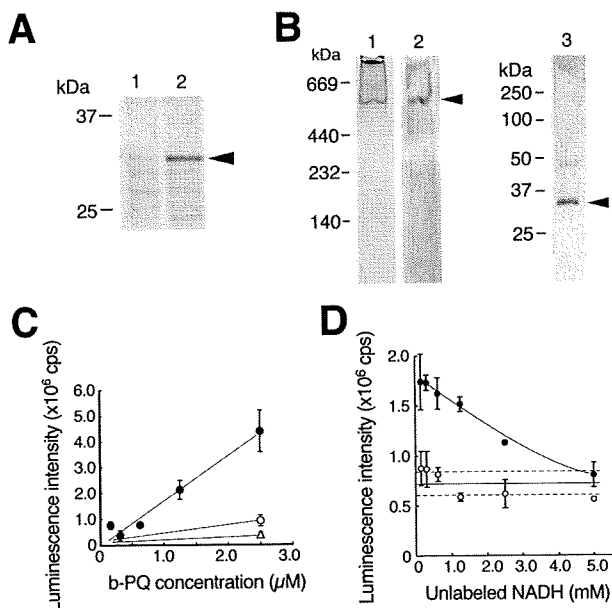 A
1 2
kDa
37
25
B
1 2
kDa
669
440
232
140
3
kDa
250
100
50
37
25
C
Luminescence intensity (x10⁶ cps)
6.0
5.0
4.0
3.0
2.0
1.0
0
0 1.0 2.0 3.0
b-PQ concentration (µM)
D
Luminescence intensity (x10⁶ cps)
2.0
1.5
1.0
0.5
0
0 1.0 2.0 3.0 4.0 5.0
Unlabeled NADH (mM)